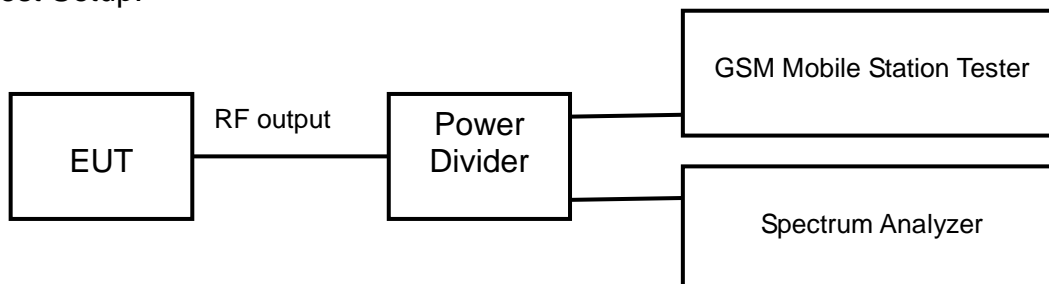 GSM Mobile Station Tester
RF output
Power
Divider
EUT
Spectrum Analyzer